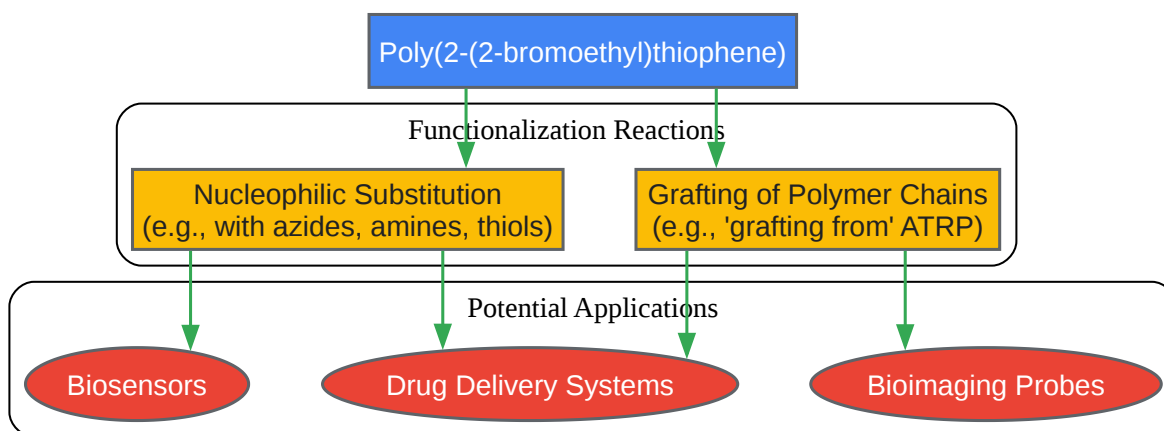 Poly(2-(2-bromoethyl)thiophene)
Functionalization Reactions
Nucleophilic Substitution
(e.g., with azides, amines, thiols)
Grafting of Polymer Chains
(e.g., 'grafting from' ATRP)
Potential Applications
Biosensors
Drug Delivery Systems
Bioimaging Probes